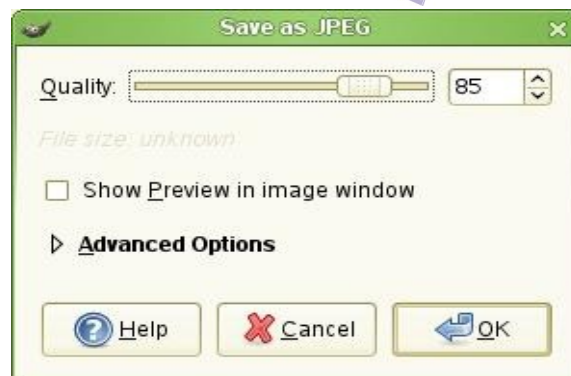 Save as JPEG
Quality: 85
File size: unknown
Show Preview in image window
Advanced Options
Help Cancel OK